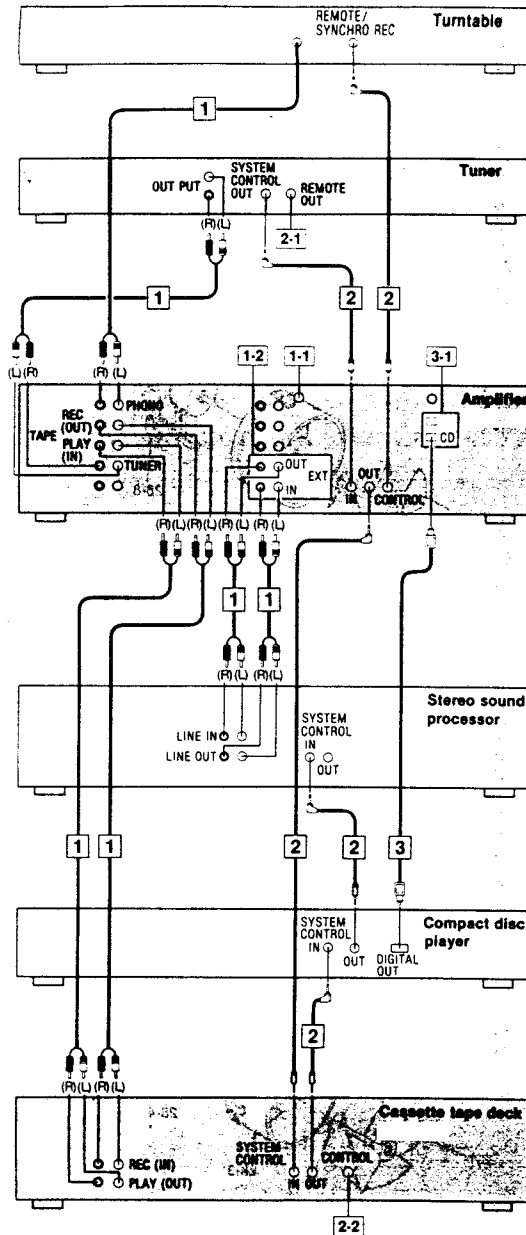 REMOTE/
SYNCHRO REC
Turntable
1
Tuner
OUT PUT
SYSTEM
CONTROL
OUT
REMOTE
OUT
(R)(L)
2-1
1
2
2
(L)(R)
(R)
(L)
1-2
1-1
3-1
Amplifier
PHONO
REC
(OUT)
TAPE
PLAY
(IN)
TUNER
OUT
EXT
IN
CD
OUT
IN
CONTROL
(R)(L)(R)(L)(R)(L)
(R)(L)
1
1
(R)(L)
(R)(L)
Stereo sound
processor
LINE IN
LINE OUT
SYSTEM
CONTROL
IN
OUT
1
1
2
2
3
Compact disc
player
SYSTEM
CONTROL
IN
OUT
DIGITAL
OUT
2
(R)(L)(R)(L)
Cassette tape deck
REC (IN)
PLAY (OUT)
SYSTEM
CONTROL
IN OUT
CONTROL
2-2